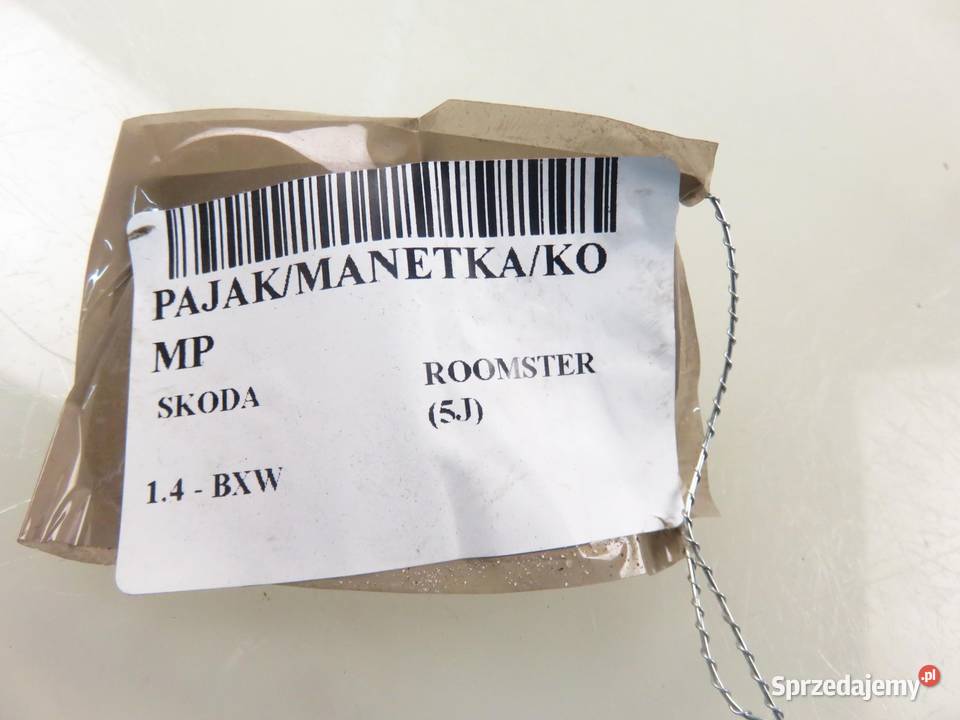 PAJAK/MANETKA/KO
MP
SKODA
ROOMSTER
(5J)
1.4 - BXW
Sprzedajemy.pl